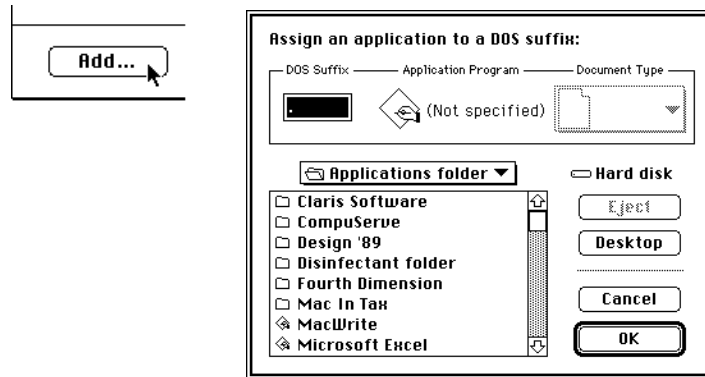 Add...
Assign an application to a DOS suffix:
DOS Suffix Application Program Document Type
. (Not specified)
Applications folder Hard disk
Claris Software
CompuServe
Design '89
Disinfectant folder
Fourth Dimension
Mac In Tax
MacWrite
Microsoft Excel
Eject
Desktop
Cancel
OK